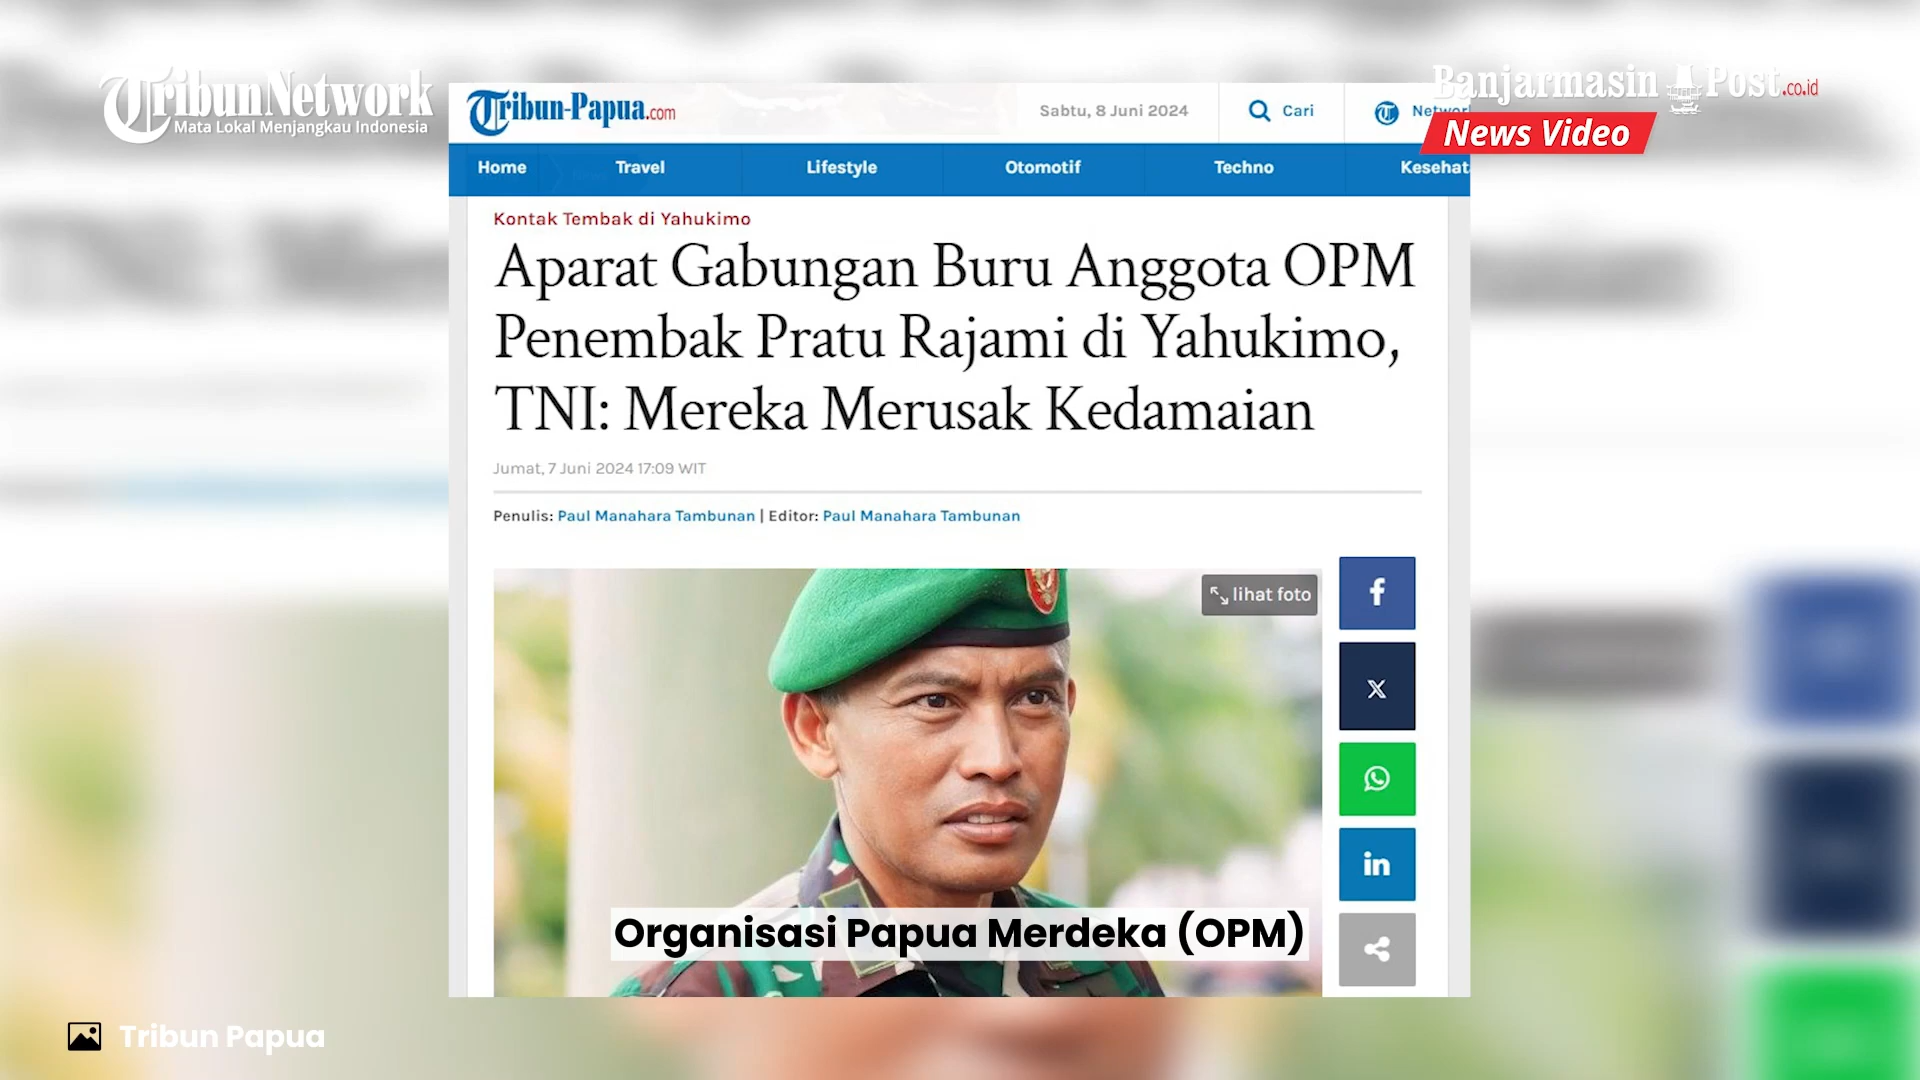 TribunNetwork
Mata Lokal Menjangkau Indonesia
Tribun-Papua.com
Sabtu, 8 Juni 2024
Cari
Network
Banjarmasin Post.co.id
News Video
Home
Travel
Lifestyle
Otomotif
Techno
Kesehat
Kontak Tembak di Yahukimo
Aparat Gabungan Buru Anggota OPM
Penembak Pratu Rajami di Yahukimo,
TNI: Mereka Merusak Kedamaian
Jumat, 7 Juni 2024 17:09 WIT
Penulis: Paul Manahara Tambunan | Editor: Paul Manahara Tambunan
lihat foto
Organisasi Papua Merdeka (OPM)
Tribun Papua